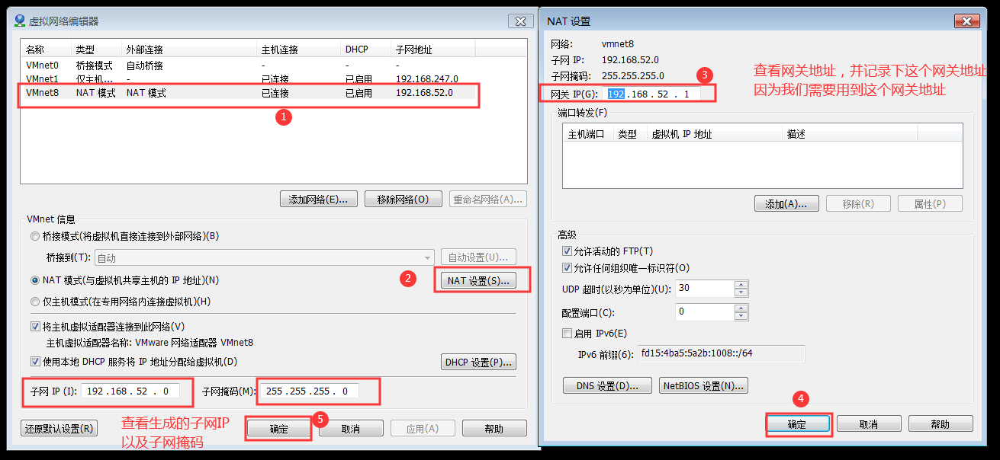 虚拟网络编辑器
名称 类型 外部连接 主机连接 DHCP 子网地址
VMnet0 桥接模式 自动桥接 - - -
VMnet1 仅主机... - 已连接 已启用 192.168.247.0
VMnet8 NAT 模式 NAT 模式 已连接 已启用 192.168.52.0
1
添加网络(E)... 移除网络(O) 重命名网络(A)...
VMnet 信息
桥接模式(将虚拟机直接连接到外部网络)(B)
桥接到(T): 自动 自动设置(U)...
2
NAT 模式(与虚拟机共享主机的 IP 地址)(N) NAT 设置(S)...
仅主机模式(在专用网络内连接虚拟机)(H)
将主机虚拟适配器连接到此网络(V)
主机虚拟适配器名称: VMware 网络适配器 VMnet8
使用本地 DHCP 服务将 IP 地址分配给虚拟机(D) DHCP 设置(P)...
子网 IP (I): 192 . 168 . 52 . 0 子网掩码(M): 255 . 255 . 255 . 0
查看生成的子网IP
以及子网掩码
5
还原默认设置(R) 确定 取消 应用(A) 帮助
NAT 设置
网络: vmnet8
子网 IP: 192.168.52.0
子网掩码: 255.255.255.0
3
网关 IP(G): 192 . 168 . 52 . 1
查看网关地址，并记录下这个网关地址
因为我们需要用到这个网关地址
端口转发(F)
主机端口 类型 虚拟机 IP 地址 描述
添加(A)... 移除(R) 属性(P)
高级
允许活动的 FTP(T)
允许任何组织唯一标识符(O)
UDP 超时(以秒为单位)(U): 30
配置端口(C): 0
启用 IPv6(E)
IPv6 前缀(6): fd15:4ba5:5a2b:1008::/64
DNS 设置(D)... NetBIOS 设置(N)...
4
确定 取消 帮助